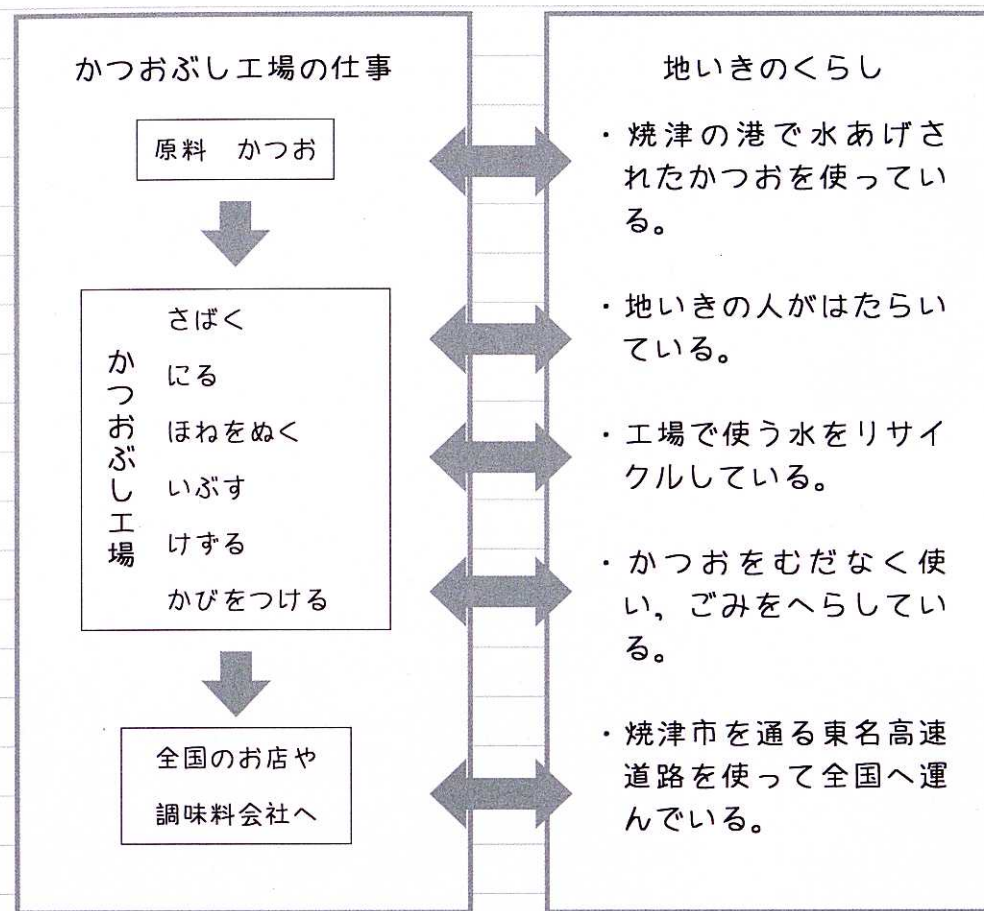 かつおぶし工場の仕事
原料　かつお
かつおぶし工場
さばく
にる
ほねをぬく
いぶす
けずる
かびをつける
全国のお店や
調味料会社へ
地いきのくらし
・焼津の港で水あげさ
れたかつおを使ってい
る。
・地いきの人がはたらい
ている。
・工場で使う水をリサイ
クルしている。
・かつおをむだなく使
い，ごみをへらしてい
る。
・焼津市を通る東名高速
道路を使って全国へ運
んでいる。